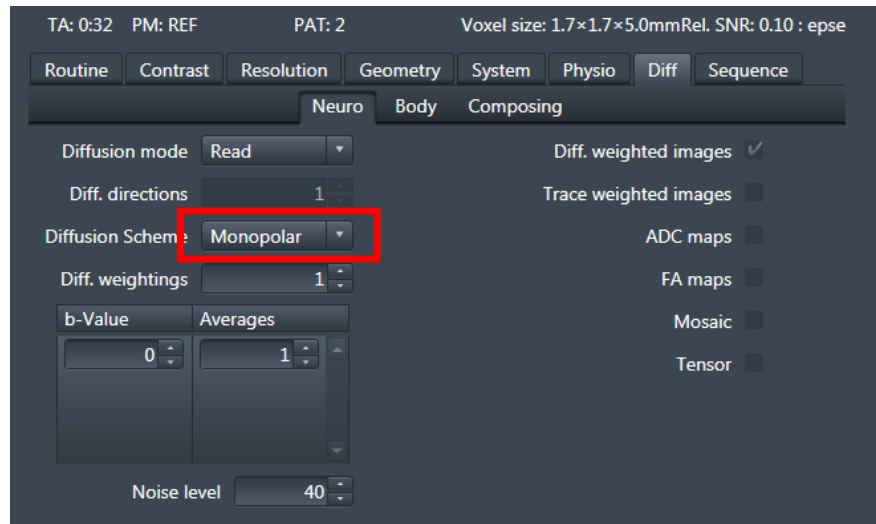 TA: 0:32 PM: REF PAT: 2 Voxel size: 1.7×1.7×5.0mmRel. SNR: 0.10 : epse
Routine Contrast Resolution Geometry System Physio Diff Sequence
Neuro Body Composing
Diffusion mode Read Diff. weighted images
Diff. directions 1 Trace weighted images
Diffusion Scheme Monopolar ADC maps
Diff. weightings 1 FA maps
b-Value Averages Mosaic
0 1 Tensor
Noise level 40